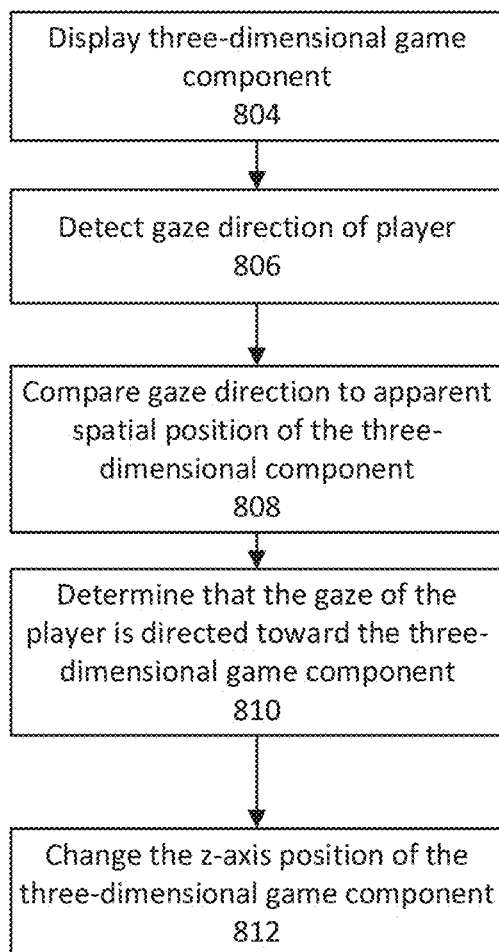 Display three-dimensional game
component
804
Detect gaze direction of player
806
Compare gaze direction to apparent
spatial position of the three-
dimensional component
808
Determine that the gaze of the
player is directed toward the three-
dimensional game component
810
Change the z-axis position of the
three-dimensional game component
812